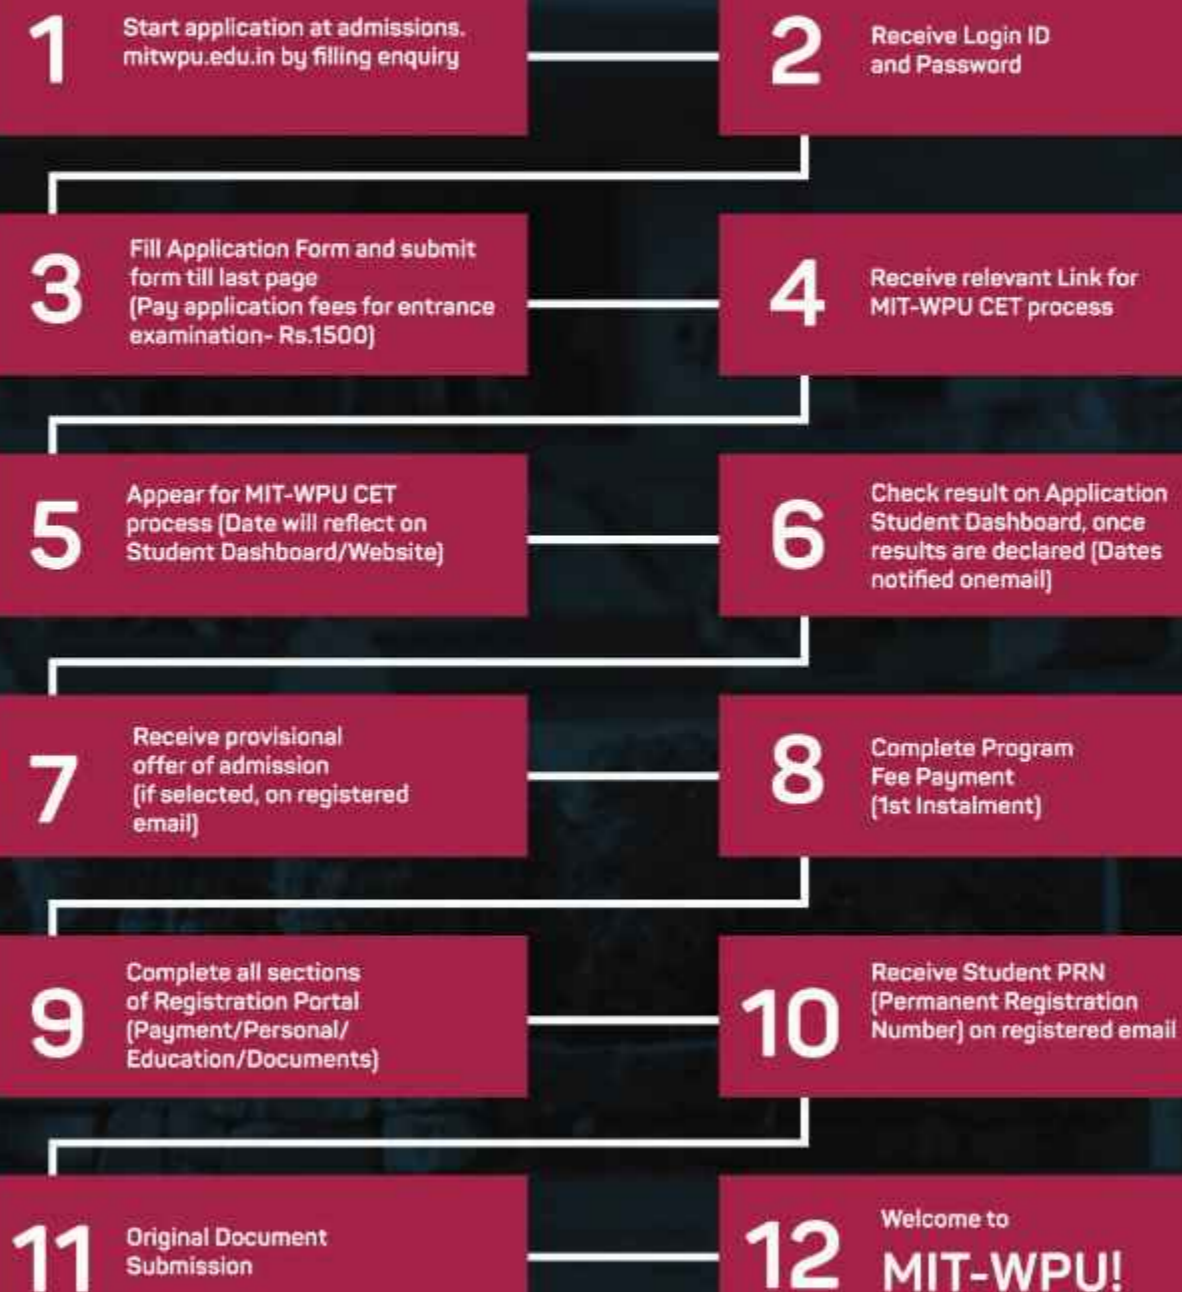 1
Start application at admissions.
mitwpu.edu.in by filling enquiry
2
Receive Login ID
and Password
3
Fill Application Form and submit
form till last page
(Pay application fees for entrance
examination- Rs.1500)
4
Receive relevant Link for
MIT-WPU CET process
5
Appear for MIT-WPU CET
process (Date will reflect on
Student Dashboard/Website)
6
Check result on Application
Student Dashboard, once
results are declared (Dates
notified onemail)
7
Receive provisional
offer of admission
(if selected, on registered
email)
8
Complete Program
Fee Payment
(1st Instalment)
9
Complete all sections
of Registration Portal
(Payment/Personal/
Education/Documents)
10
Receive Student PRN
(Permanent Registration
Number) on registered email
11
Original Document
Submission
12
Welcome to
MIT-WPU!